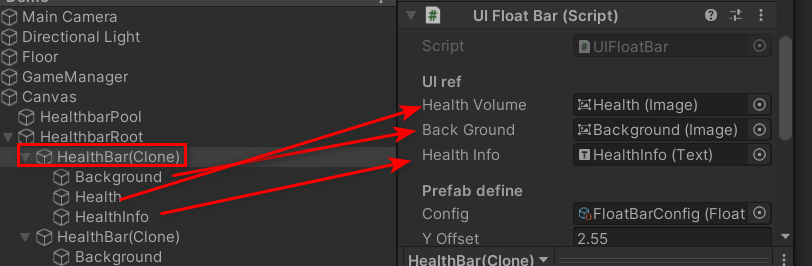 Main Camera
Directional Light
Floor
GameManager
Canvas
HealthbarPool
HealthbarRoot
HealthBar(Clone)
Background
Health
HealthInfo
HealthBar(Clone)
Background
#
UI Float Bar (Script)
Script
#UIFloatBar
UI ref
Health Volume
Health (Image)
Back Ground
Background (Image)
Health Info
T HealthInfo (Text)
Prefab define
Config
FloatBarConfig (Float
Y Offset
2.55
HealthBar(Clone)